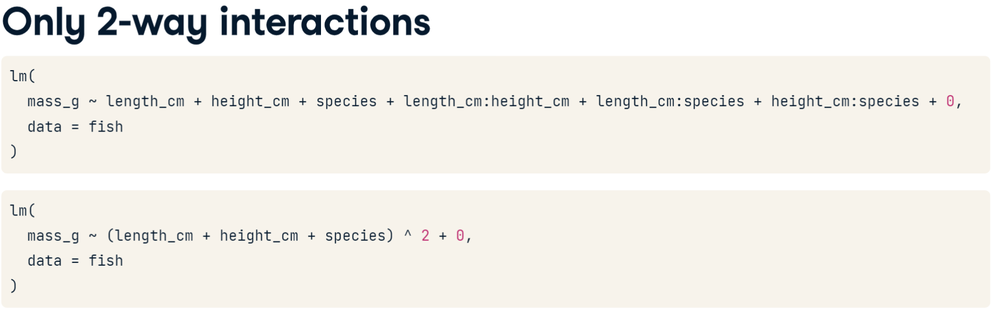 Only 2-way interactions
lm(
mass_g ~ length_cm + height_cm + species + length_cm:height_cm + length_cm:species + height_cm:species + 0,
data = fish
)
lm(
mass_g ~ (length_cm + height_cm + species) ^ 2 + 0,
data = fish
)